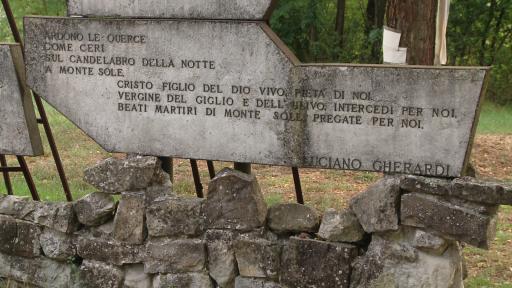 ARDONO LE QUERCE
COME CERI
SUL CANDELABRO DELLA NOTTE
A MONTE SOLE.
CRISTO FIGLIO DEL DIO VIVO, PIETA DI NOI.
VERGINE DEL GIGLIO E DELL'ULIVO, INTERCEDI PER NOI.
BEATI MARTIRI DI MONTE SOLE, PREGATE PER NOI.
LUCIANO GHERARDI